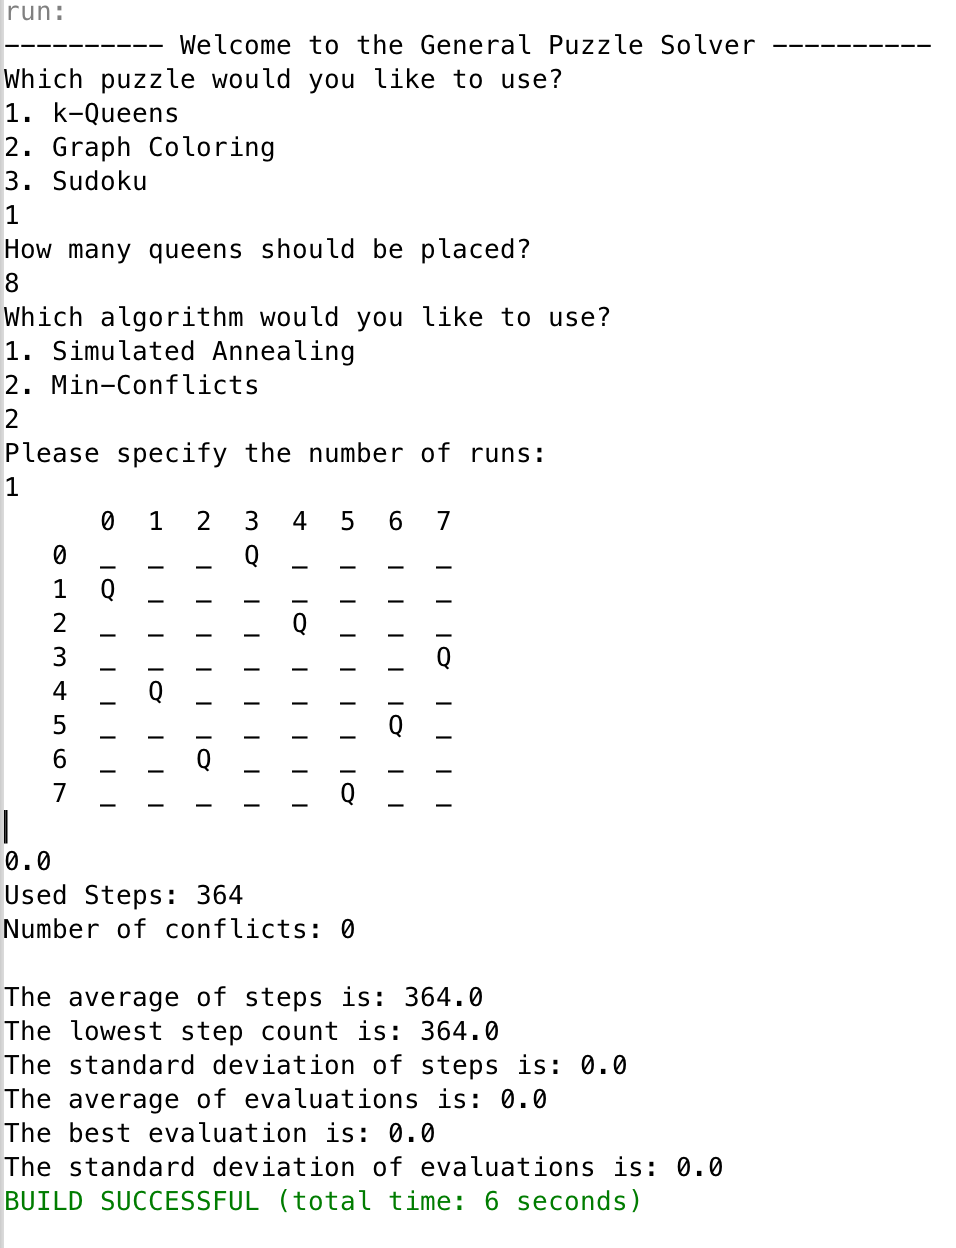 run:
---------- Welcome to the General Puzzle Solver ----------
Which puzzle would you like to use?
1. k-Queens
2. Graph Coloring
3. Sudoku
1
How many queens should be placed?
8
Which algorithm would you like to use?
1. Simulated Annealing
2. Min-Conflicts
2
Please specify the number of runs:
1
      0  1  2  3  4  5  6  7
   0  _  _  _  Q  _  _  _  _
   1  Q  _  _  _  _  _  _  _
   2  _  _  _  _  Q  _  _  _
   3  _  _  _  _  _  _  _  Q
   4  _  Q  _  _  _  _  _  _
   5  _  _  _  _  _  _  Q  _
   6  _  _  Q  _  _  _  _  _
   7  _  _  _  _  _  Q  _  _
0.0
Used Steps: 364
Number of conflicts: 0
The average of steps is: 364.0
The lowest step count is: 364.0
The standard deviation of steps is: 0.0
The average of evaluations is: 0.0
The best evaluation is: 0.0
The standard deviation of evaluations is: 0.0
BUILD SUCCESSFUL (total time: 6 seconds)